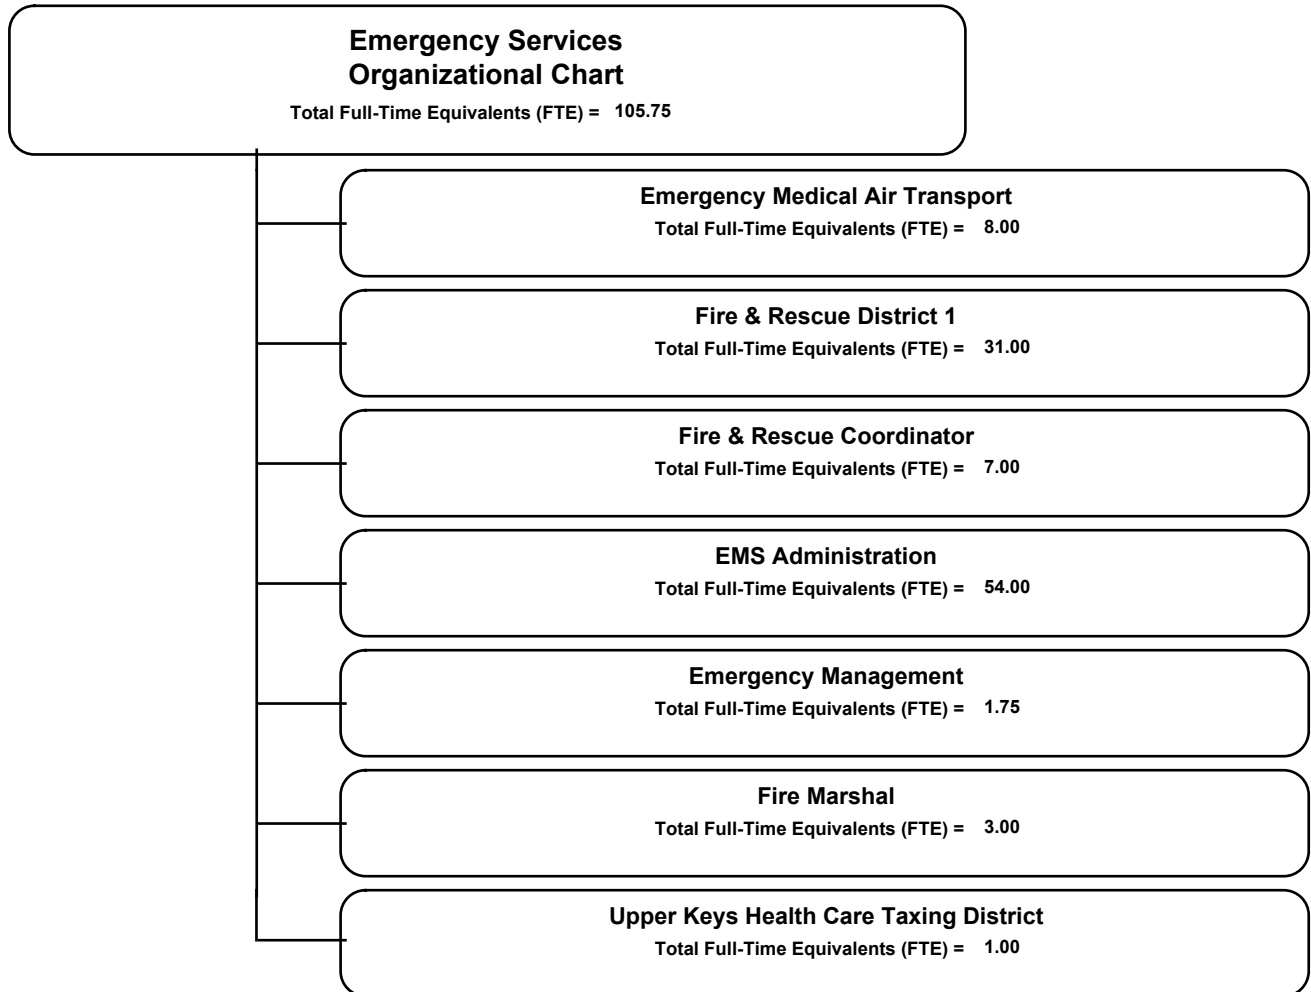 Emergency Services
Organizational Chart
Total Full-Time Equivalents (FTE) = 105.75
Emergency Medical Air Transport
Total Full-Time Equivalents (FTE) = 8.00
Fire & Rescue District 1
Total Full-Time Equivalents (FTE) = 31.00
Fire & Rescue Coordinator
Total Full-Time Equivalents (FTE) = 7.00
EMS Administration
Total Full-Time Equivalents (FTE) = 54.00
Emergency Management
Total Full-Time Equivalents (FTE) = 1.75
Fire Marshal
Total Full-Time Equivalents (FTE) = 3.00
Upper Keys Health Care Taxing District
Total Full-Time Equivalents (FTE) = 1.00